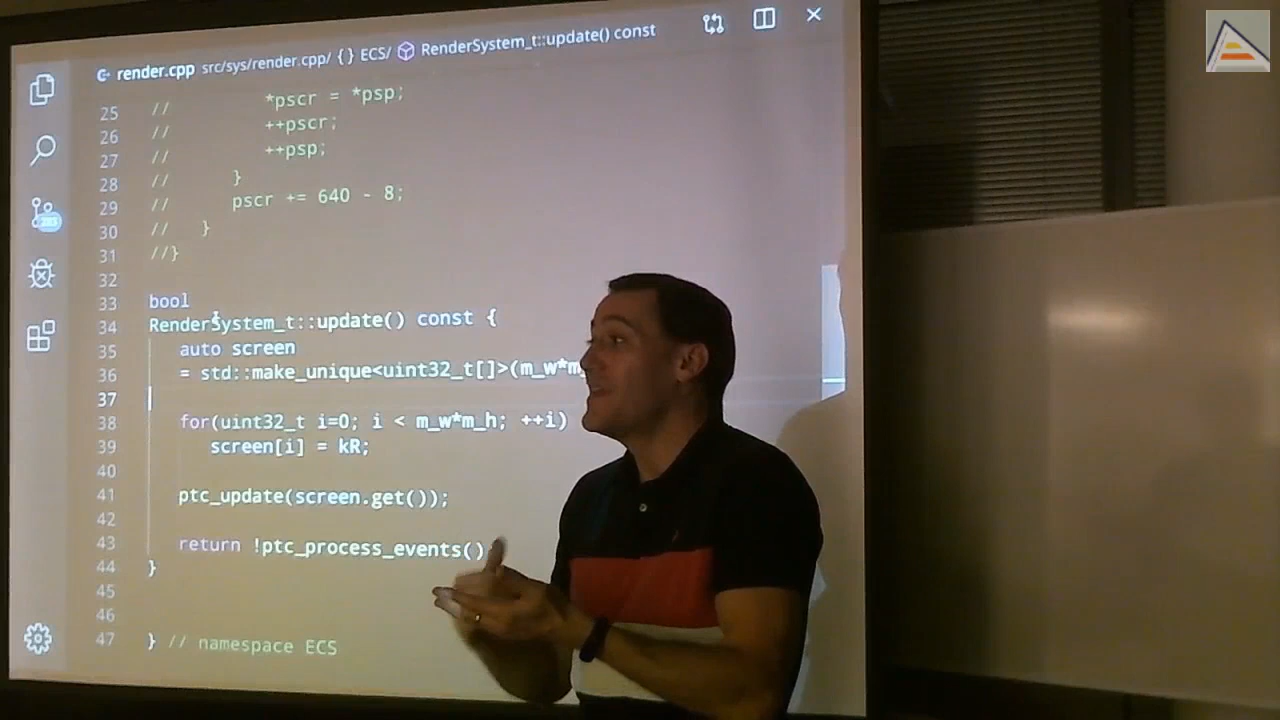 render.cpp src/sys/render.cpp/ { } ECS/ RenderSystem_t::update() const
25 // *pscr = *psp;
26 // ++pscr;
27 // ++psp;
28 // }
29 // pscr += 640 - 8;
30 // }
31 //}
32
33 bool
34 RenderSystem_t::update() const {
35 auto screen
36 = std::make_unique<uint32_t[]>(m_w*m_
37
38 for(uint32_t i=0; i < m_w*m_h; ++i)
39 screen[i] = kR;
40
41 ptc_update(screen.get());
42
43 return !ptc_process_events()
44 }
45
46
47 } // namespace ECS